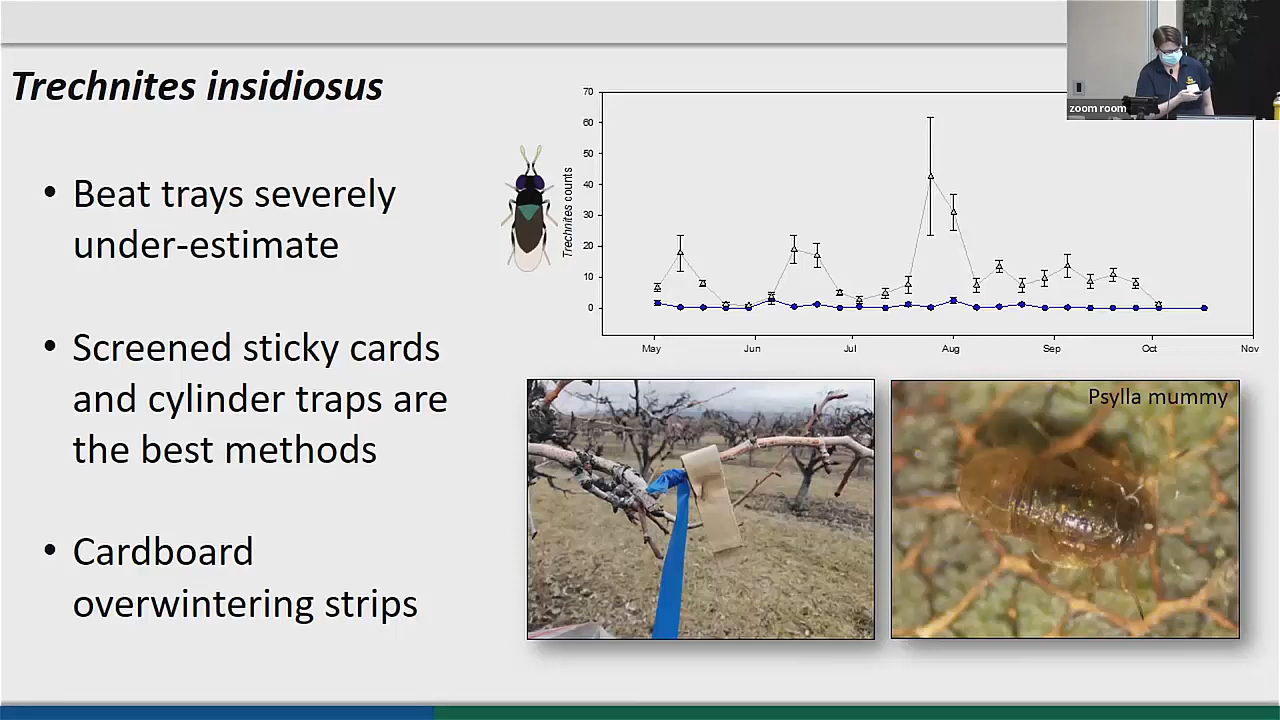 Trechnites insidiosus
• Beat trays severely
under-estimate
• Screened sticky cards
and cylinder traps are
the best methods
• Cardboard
overwintering strips
Trechnites counts
70
60
50
40
30
20
10
0
May
Jun
Jul
Aug
Sep
Oct
Nov
Psylla mummy
zoom room